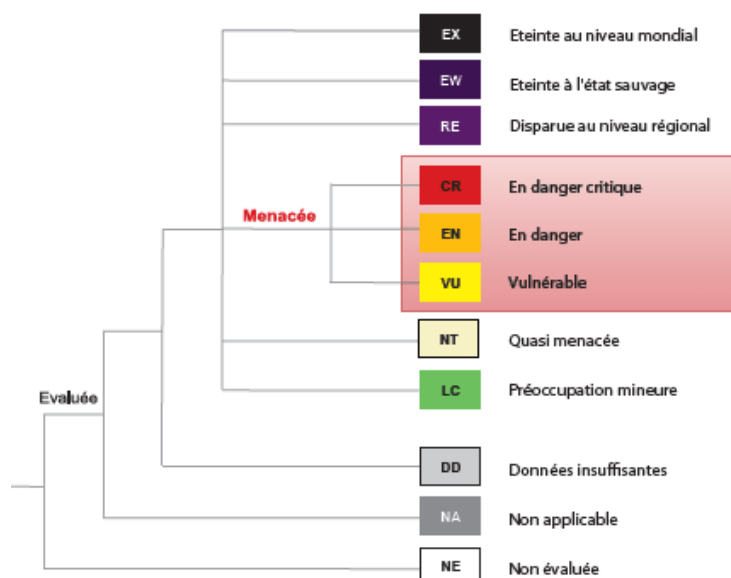 EX Eteinte au niveau mondial
EW Eteinte à l'état sauvage
RE Disparue au niveau régional
CR En danger critique
Menacée
EN En danger
VU Vulnérable
NT Quasi menacée
LC Préoccupation mineure
Evaluée
DD Données insuffisantes
NA Non applicable
NE Non évaluée